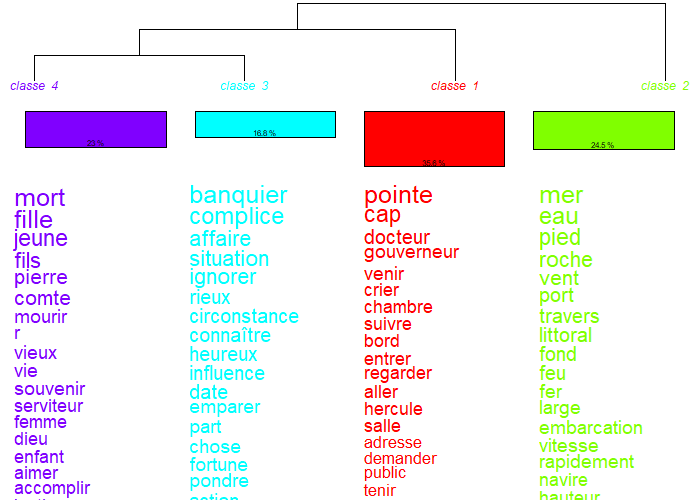 classe 4
classe 3
classe 1
classe 2
23 %
16.8 %
35.6 %
24.5 %
mort
fille
jeune
fils
pierre
comte
mourir
r
vieux
vie
souvenir
serviteur
femme
dieu
enfant
aimer
accomplir
banquier
complice
affaire
situation
ignorer
rieux
circonstance
connaître
heureux
influence
date
emparer
part
chose
fortune
pondre
action
pointe
cap
docteur
gouverneur
venir
crier
chambre
suivre
bord
entrer
regarder
aller
hercule
salle
adresse
demander
public
tenir
mer
eau
pied
roche
vent
port
travers
littoral
fond
feu
fer
large
embarcation
vitesse
rapidement
navire
hauteur